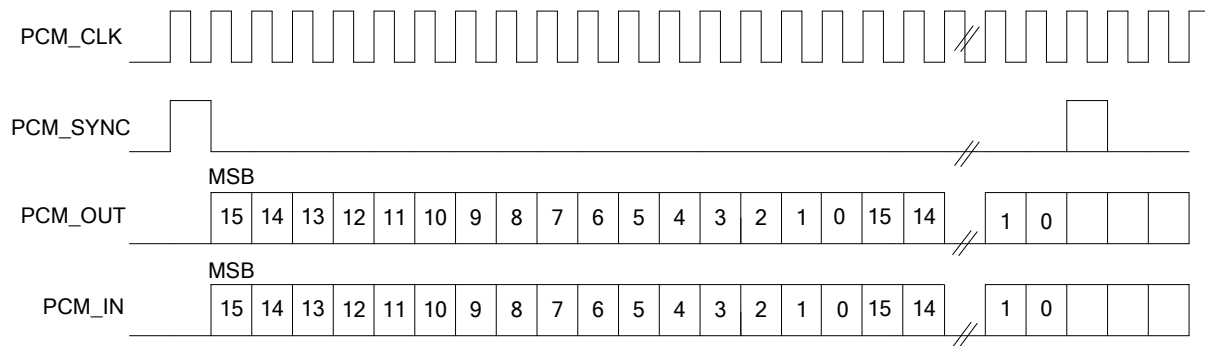 PCM_CLK
PCM_SYNC
MSB
PCM_OUT 15 14 13 12 11 10 9 8 7 6 5 4 3 2 1 0 15 14 1 0
MSB
PCM_IN 15 14 13 12 11 10 9 8 7 6 5 4 3 2 1 0 15 14 1 0